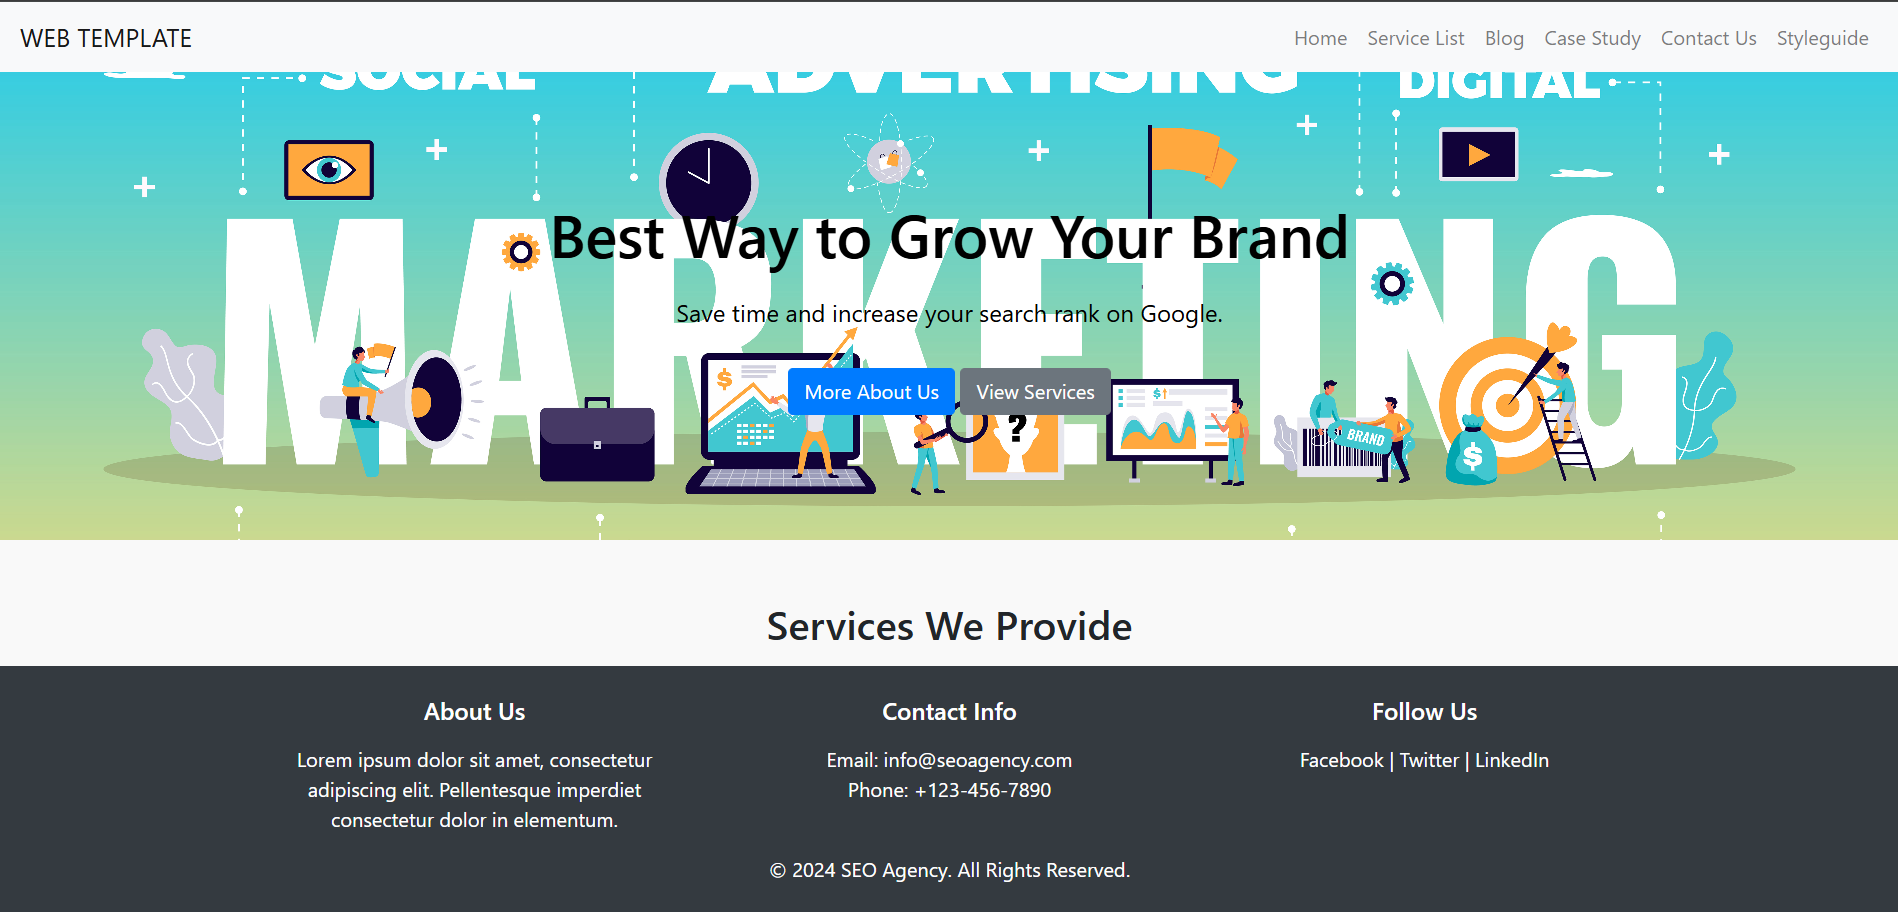 WEB TEMPLATE
Home Service List Blog Case Study Contact Us Styleguide
SOCIAL ADVERTISING DIGITAL
MARKETING
Best Way to Grow Your Brand
Save time and increase your search rank on Google.
$
More About Us View Services
$
?
BRAND
$
Services We Provide
About Us
Lorem ipsum dolor sit amet, consectetur
adipiscing elit. Pellentesque imperdiet
consectetur dolor in elementum.
Contact Info
Email: info@seoagency.com
Phone: +123-456-7890
Follow Us
Facebook | Twitter | LinkedIn
© 2024 SEO Agency. All Rights Reserved.